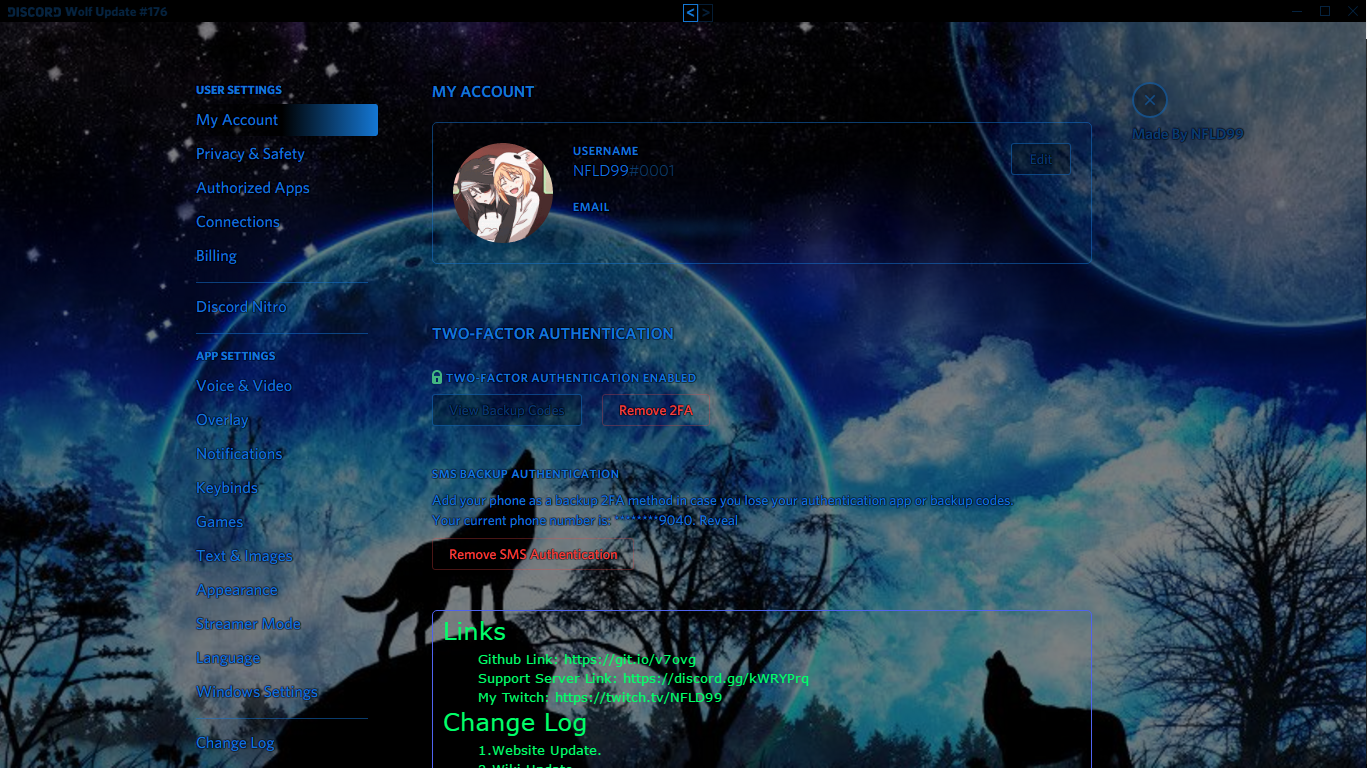 DISCORD Wolf Update #176
< >
USER SETTINGS
My Account
Privacy & Safety
Authorized Apps
Connections
Billing
Discord Nitro
APP SETTINGS
Voice & Video
Overlay
Notifications
Keybinds
Games
Text & Images
Appearance
Streamer Mode
Language
Windows Settings
Change Log
MY ACCOUNT
USERNAME
NFLD99#0001
Edit
EMAIL
Made By NFLD99
TWO-FACTOR AUTHENTICATION
TWO-FACTOR AUTHENTICATION ENABLED
View Backup Codes
Remove 2FA
SMS BACKUP AUTHENTICATION
Add your phone as a backup 2FA method in case you lose your authentication app or backup codes.
Your current phone number is: ********9040. Reveal
Remove SMS Authentication
Links
Github Link: https://git.io/v7ovg
Support Server Link: https://discord.gg/kWRYPrq
My Twitch: https://twitch.tv/NFLD99
Change Log
1.Website Update.
2.Wiki Update.